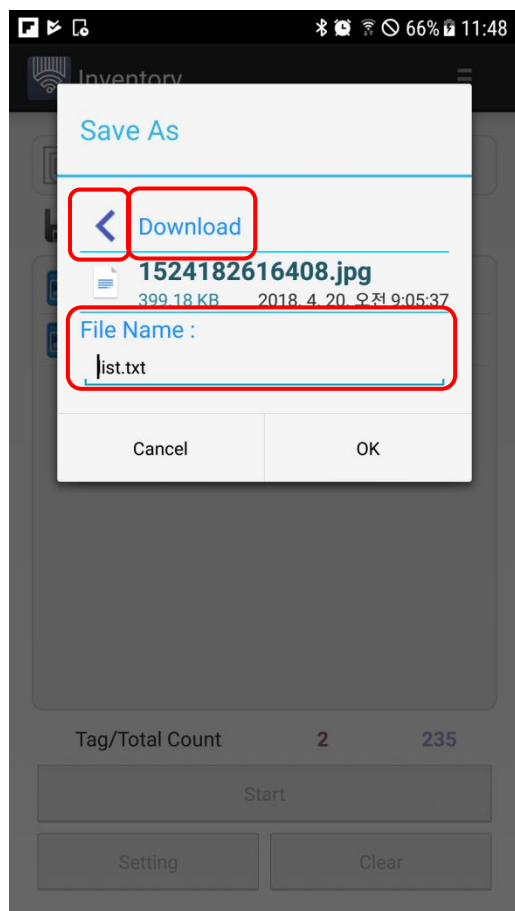 66% 11:48
Inventory
Save As
Download
1524182616408.jpg
399.18 KB 2018. 4. 20. 오전 9:05:37
File Name :
list.txt
Cancel OK
Tag/Total Count 2 235
Start
Setting Clear